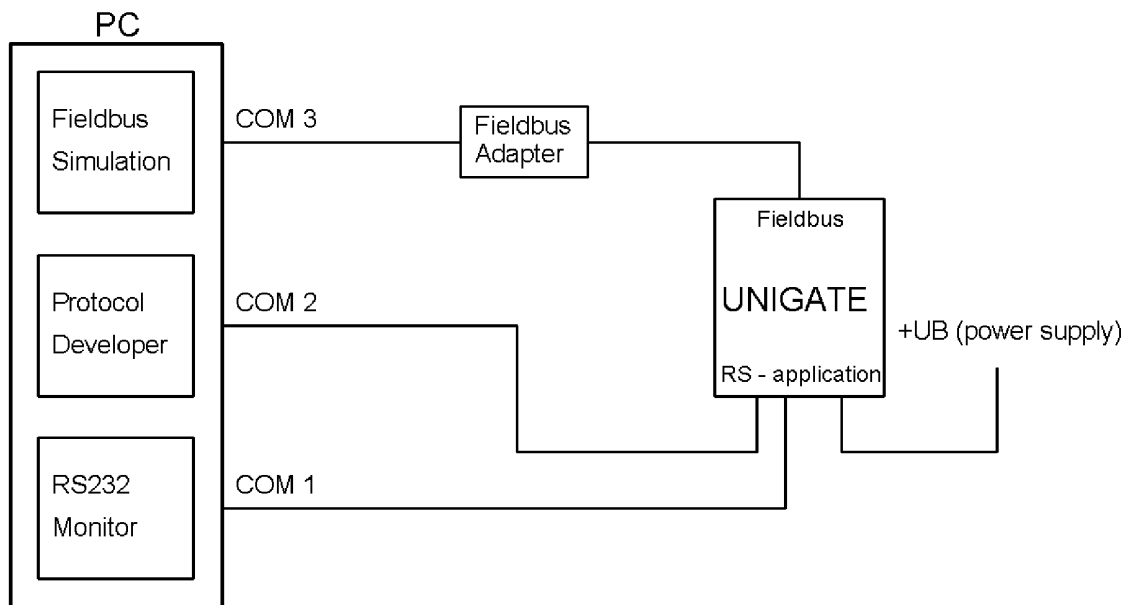 PC
Fieldbus
Simulation
COM 3
Fieldbus
Adapter
Fieldbus
UNIGATE
RS - application
+UB (power supply)
Protocol
Developer
COM 2
RS232
Monitor
COM 1